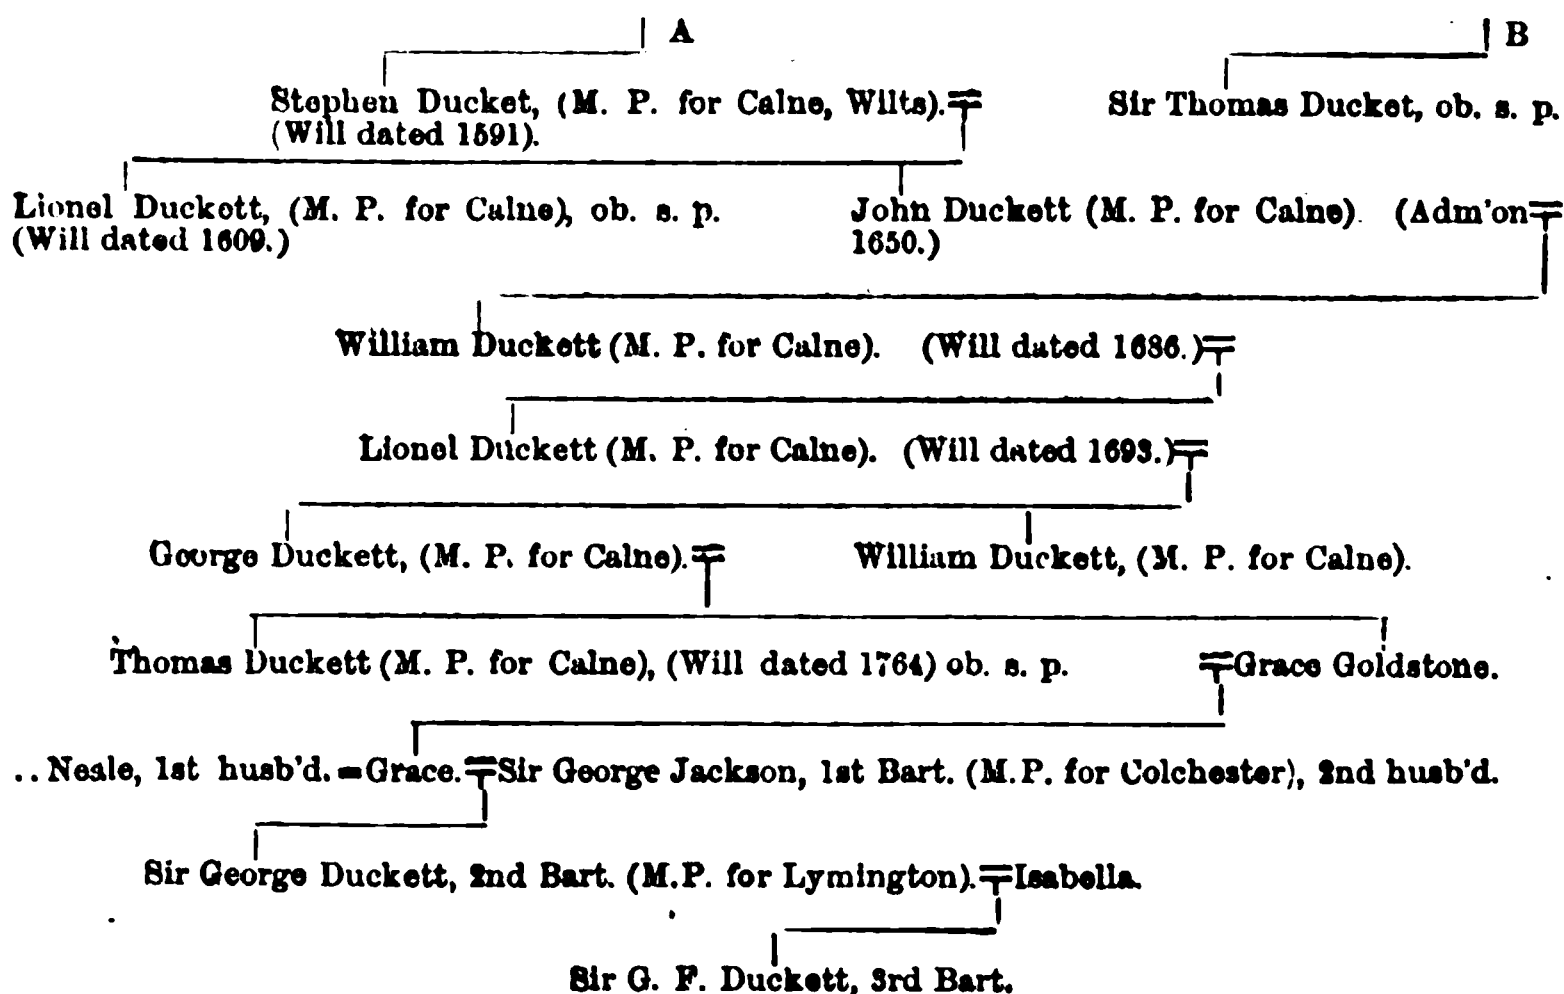 A
B
Stephen Ducket, (M. P. for Calne, Wilts).
(Will dated 1591).
Sir Thomas Ducket, ob. s. p.
Lionel Duckett, (M. P. for Calne), ob. s. p.
(Will dated 1609.)
John Duckett (M. P. for Calne). (Adm'on
1650.)
William Duckett (M. P. for Calne). (Will dated 1686.)
Lionel Duckett (M. P. for Calne). (Will dated 1693.)
George Duckett, (M. P. for Calne).
William Duckett, (M. P. for Calne).
Thomas Duckett (M. P. for Calne), (Will dated 1764) ob. s. p.
Grace Goldstone.
..Neale, 1st husb'd.=Grace.=Sir George Jackson, 1st Bart. (M.P. for Colchester), 2nd husb'd.
Sir George Duckett, 2nd Bart. (M.P. for Lymington).=Isabella.
Sir G. F. Duckett, 3rd Bart.